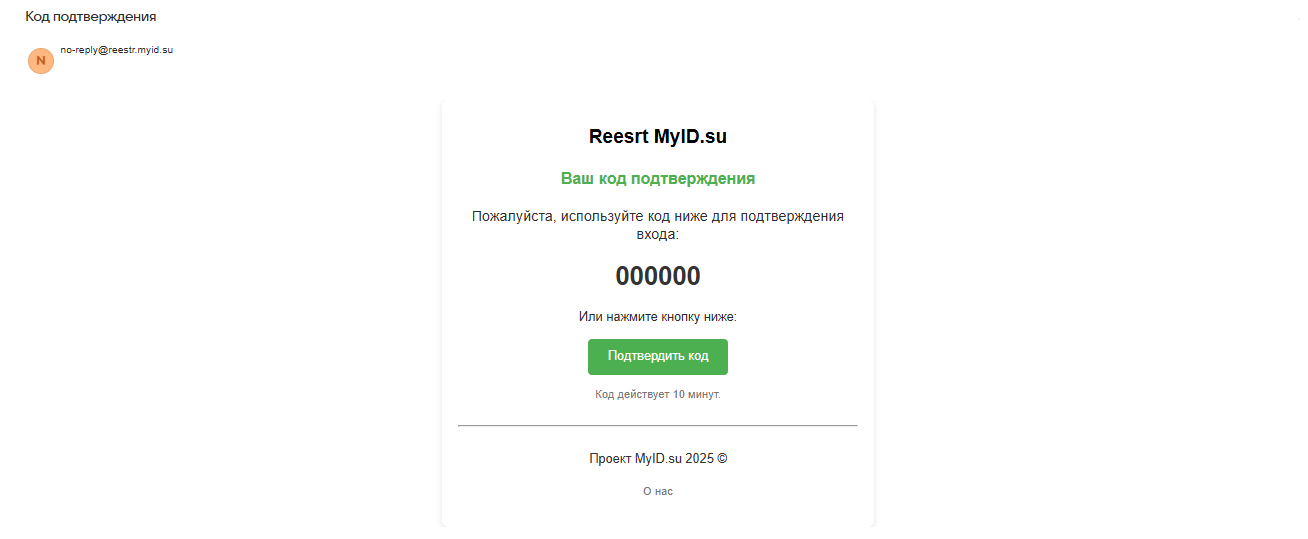 Код подтверждения
N
no-reply@reestr.myid.su
Reesrt MyID.su
Ваш код подтверждения
Пожалуйста, используйте код ниже для подтверждения
входа:
000000
Или нажмите кнопку ниже:
Подтвердить код
Код действует 10 минут.
Проект MyID.su 2025 ©
О нас